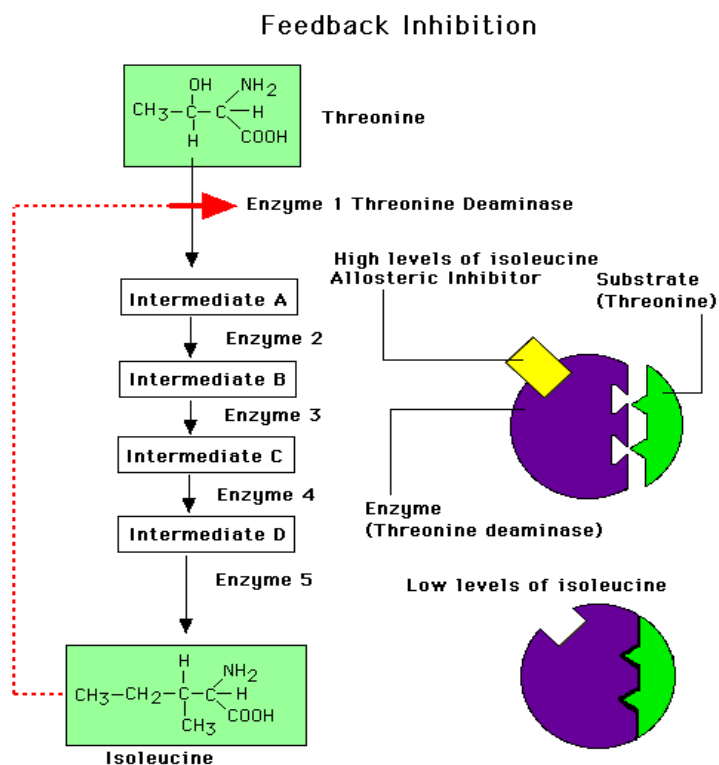 Feedback Inhibition
OH
NH2
CH3-C-C-H
H
COOH
Threonine
Enzyme 1 Threonine Deaminase
High levels of isoleucine
Allosteric Inhibitor
Substrate
(Threonine)
Intermediate A
Enzyme 2
Intermediate B
Enzyme 3
Intermediate C
Enzyme 4
Intermediate D
Enzyme 5
Enzyme
(Threonine deaminase)
Low levels of isoleucine
H
NH2
CH3-CH2-C-C-H
COOH
CH3
Isoleucine